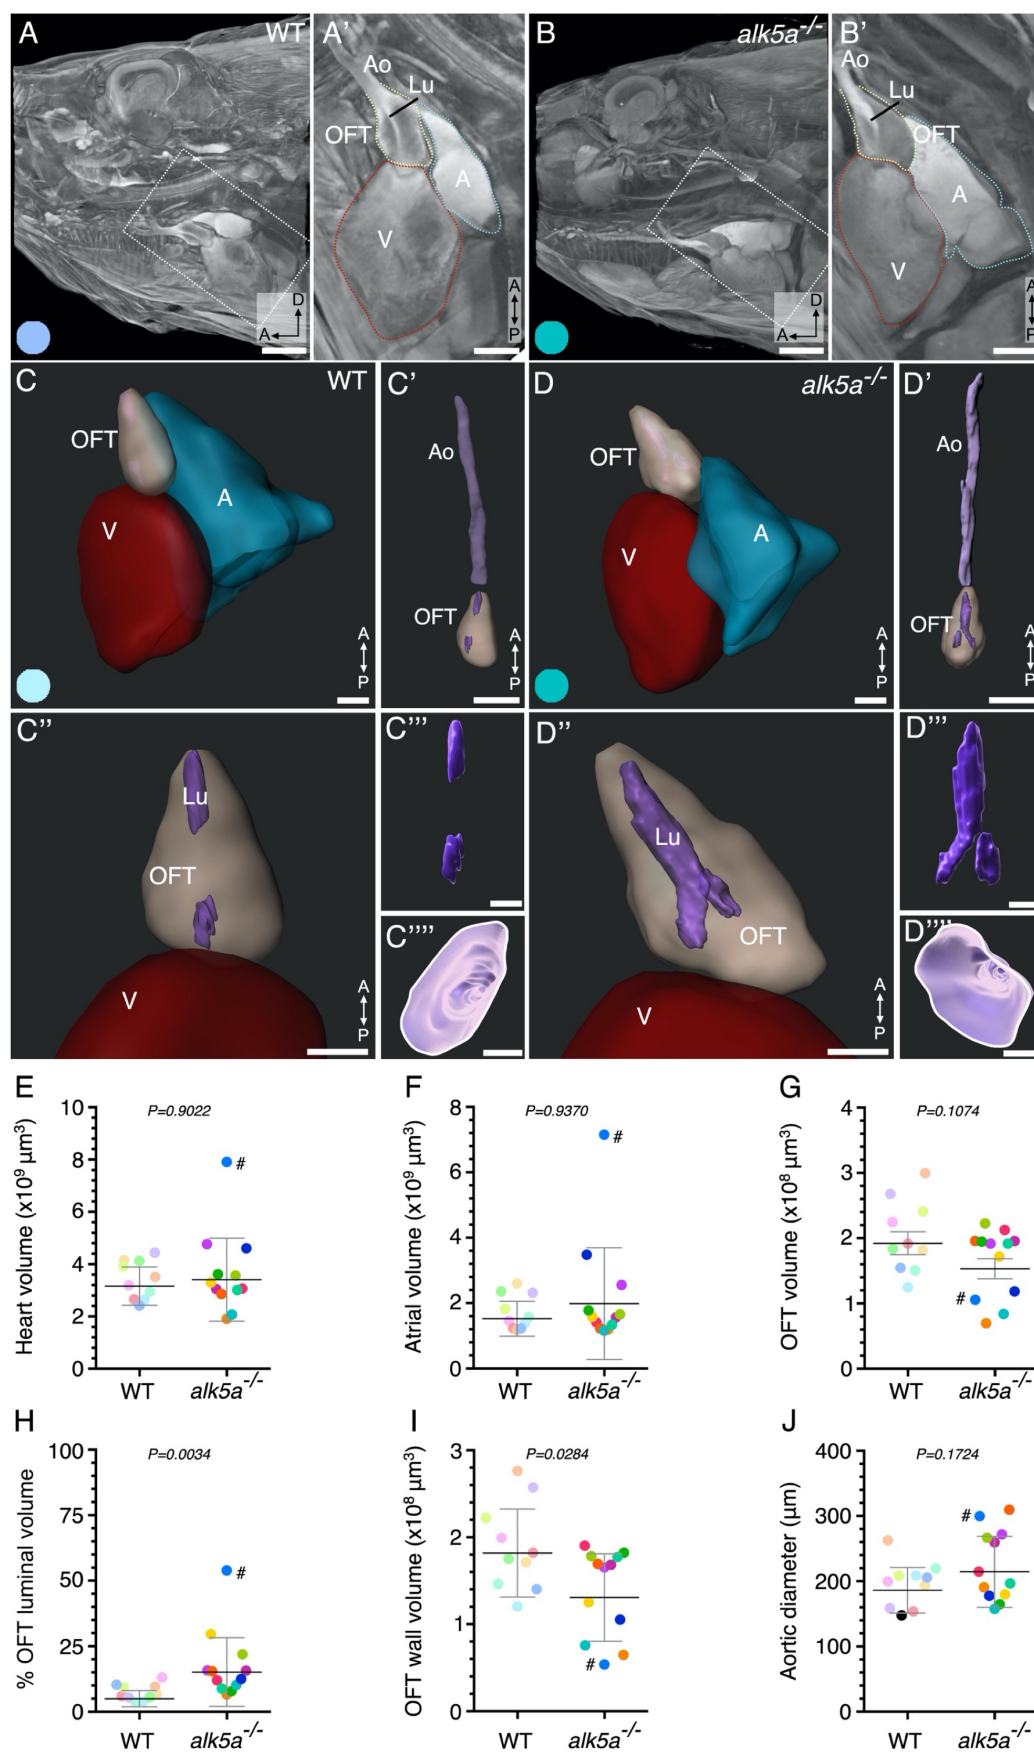 A WT
A'
Ao
Lu
OFT
A
V
D
A
A
P
B alk5a-/-
B'
Ao
Lu
OFT
A
V
D
A
A
P
C WT
OFT
A
V
A
P
C'
Ao
OFT
A
P
D alk5a-/-
OFT
A
V
A
P
D'
Ao
OFT
A
P
C''
Lu
OFT
V
A
P
C'''
C''''
D''
Lu
OFT
V
A
P
D'''
D''''
E
P=0.9022
Heart volume (x10⁹ µm³)
10
8
6
4
2
0
#
WT alk5a-/-
F
P=0.9370
Atrial volume (x10⁹ µm³)
8
6
4
2
0
#
WT alk5a-/-
G
P=0.1074
OFT volume (x10⁸ µm³)
4
3
2
1
0
#
WT alk5a-/-
H
P=0.0034
% OFT luminal volume
100
75
50
25
0
#
WT alk5a-/-
I
P=0.0284
OFT wall volume (x10⁸ µm³)
3
2
1
0
#
WT alk5a-/-
J
P=0.1724
Aortic diameter (µm)
400
300
200
100
0
#
WT alk5a-/-